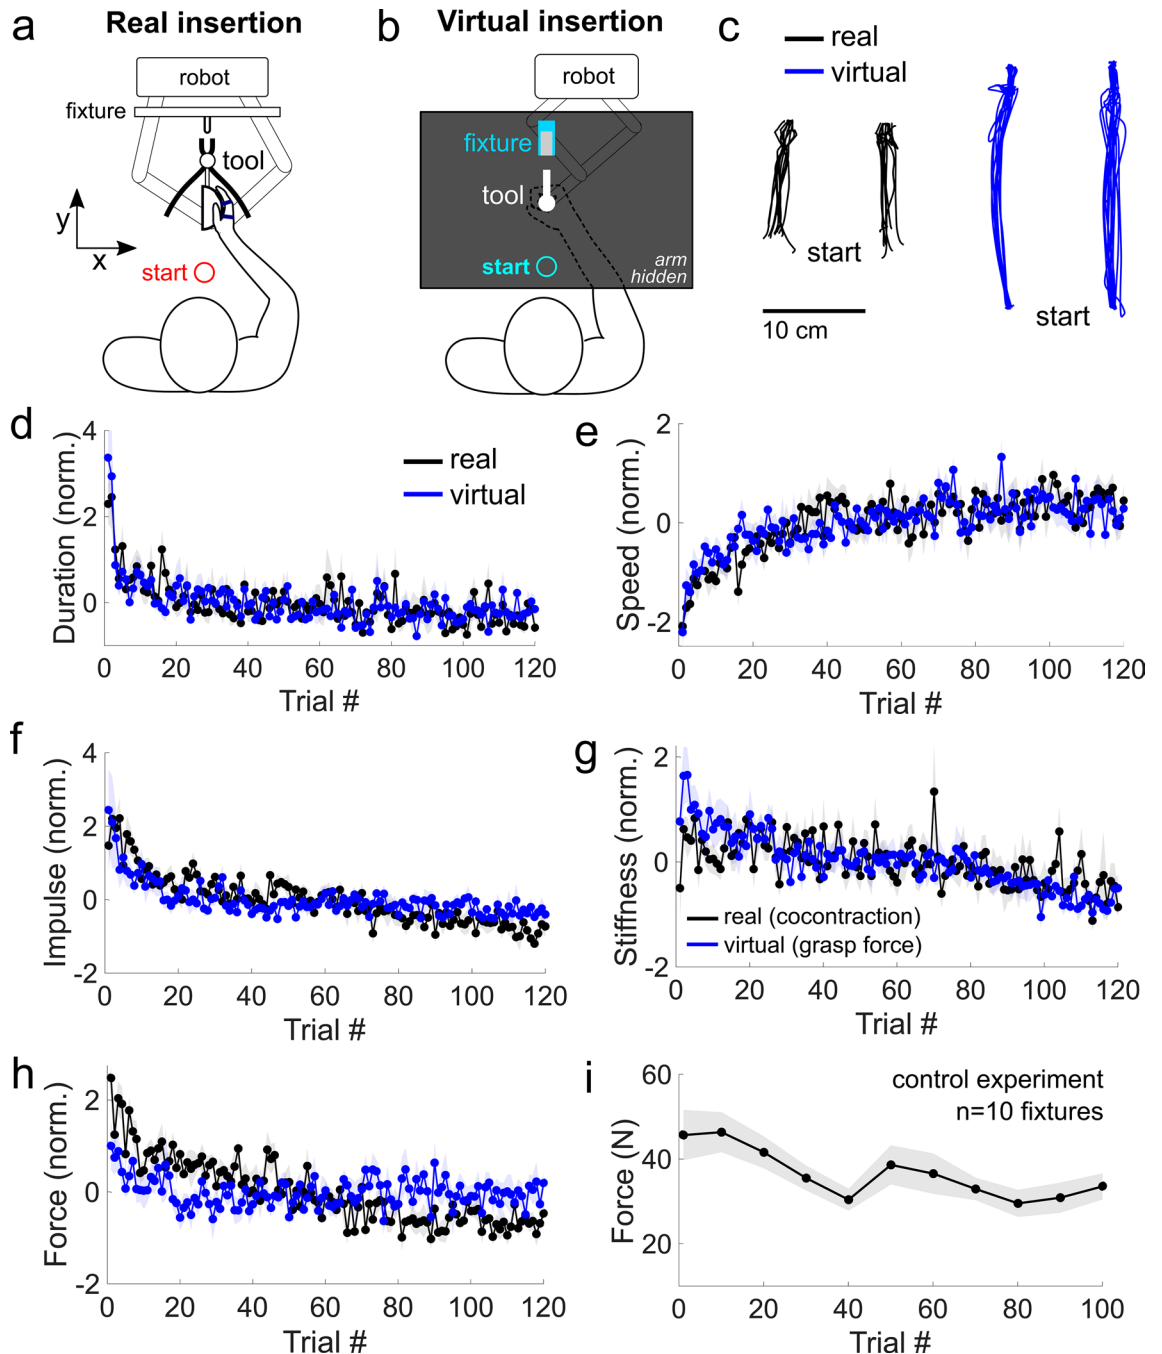 a
Real insertion
robot
fixture
tool
y
x
start
b
Virtual insertion
robot
fixture
tool
start
arm
hidden
c
real
virtual
start
10 cm
start
d
Duration (norm.)
4
2
0
real
virtual
0
20
40
60
80
100
120
Trial #
e
Speed (norm.)
2
0
-2
0
20
40
60
80
100
120
Trial #
f
Impulse (norm.)
4
2
0
-2
0
20
40
60
80
100
120
Trial #
g
Stiffness (norm.)
2
0
-2
real (cocontraction)
virtual (grasp force)
0
20
40
60
80
100
120
Trial #
h
Force (norm.)
2
0
-2
0
20
40
60
80
100
120
Trial #
i
Force (N)
60
40
20
control experiment
n=10 fixtures
0
20
40
60
80
100
Trial #